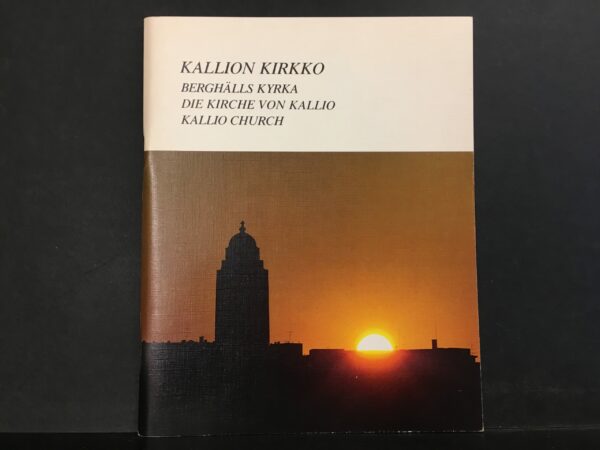 KALLION KIRKKO
BERGHÄLLS KYRKA
DIE KIRCHE VON KALLIO
KALLIO CHURCH